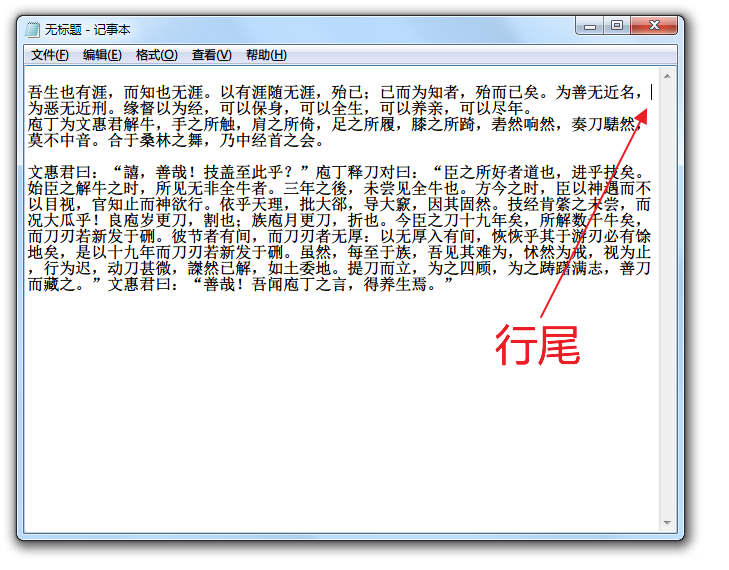 无标题 - 记事本
文件(F) 编辑(E) 格式(O) 查看(V) 帮助(H)
吾生也有涯，而知也无涯。以有涯随无涯，殆已；已而为知者，殆而已矣。为善无近名，
为恶无近刑。缘督以为经，可以保身，可以全生，可以养亲，可以尽年。
庖丁为文惠君解牛，手之所触，肩之所倚，足之所履，膝之所踦，砉然响然，奏刀騞然，
莫不中音。合于桑林之舞，乃中经首之会。
文惠君曰：“譆，善哉！技盖至此乎？”庖丁释刀对曰：“臣之所好者道也，进乎技矣。
始臣之解牛之时，所见无非全牛者。三年之後，未尝见全牛也。方今之时，臣以神遇而不
以目视，官知止而神欲行。依乎天理，批大郤，导大窾，因其固然。技经肯綮之未尝，而
况大瓜乎！良庖岁更刀，割也；族庖月更刀，折也。今臣之刀十九年矣，所解数千牛矣，
而刀刃若新发于硎。彼节者有间，而刀刃者无厚：以无厚入有间，恢恢乎其于游刃必有馀
地矣，是以十九年而刀刃若新发于硎。虽然，每至于族，吾见其难为，怵然为戒，视为止
，行为迟，动刀甚微，謋然已解，如土委地。提刀而立，为之四顾，为之踌躇满志，善刀
而藏之。”文惠君曰：“善哉！吾闻庖丁之言，得养生焉。”
行尾